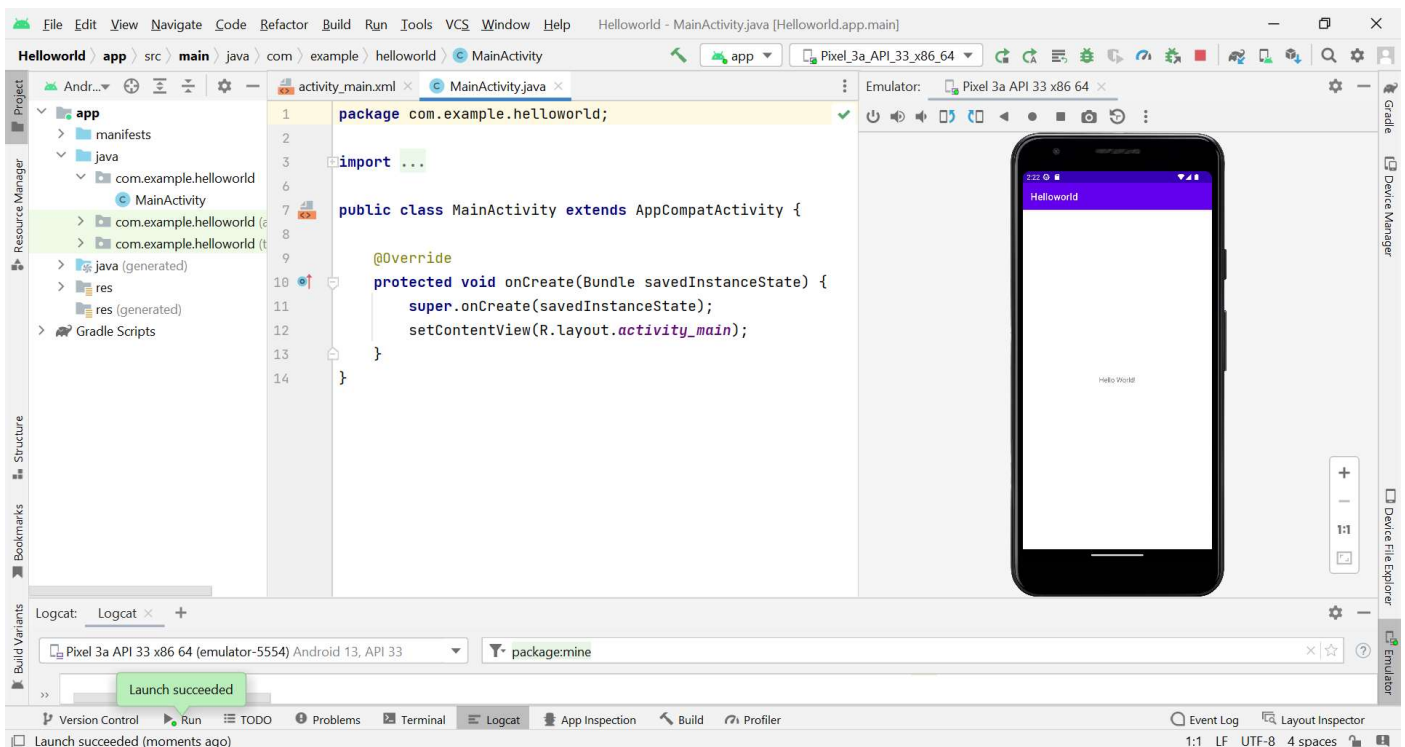 File Edit View Navigate Code Refactor Build Run Tools VCS Window Help Helloworld - MainActivity.java [Helloworld.app.main]
Helloworld app src main java com example helloworld MainActivity app Pixel_3a_API_33_x86_64
Project
Resource Manager
Structure
Bookmarks
Build Variants
Andr...
app
manifests
java
com.example.helloworld
MainActivity
com.example.helloworld (a
com.example.helloworld (t
java (generated)
res
res (generated)
Gradle Scripts
activity_main.xml MainActivity.java
1 package com.example.helloworld;
2
3 import ...
6
7 public class MainActivity extends AppCompatActivity {
8
9 @Override
10 protected void onCreate(Bundle savedInstanceState) {
11 super.onCreate(savedInstanceState);
12 setContentView(R.layout.activity_main);
13 }
14 }
Emulator: Pixel 3a API 33 x86 64
2:22
Helloworld
Hello World!
1:1
Gradle
Device Manager
Device File Explorer
Emulator
Logcat: Logcat +
Pixel 3a API 33 x86 64 (emulator-5554) Android 13, API 33 package:mine
Launch succeeded
Version Control Run TODO Problems Terminal Logcat App Inspection Build Profiler Event Log Layout Inspector
Launch succeeded (moments ago) 1:1 LF UTF-8 4 spaces